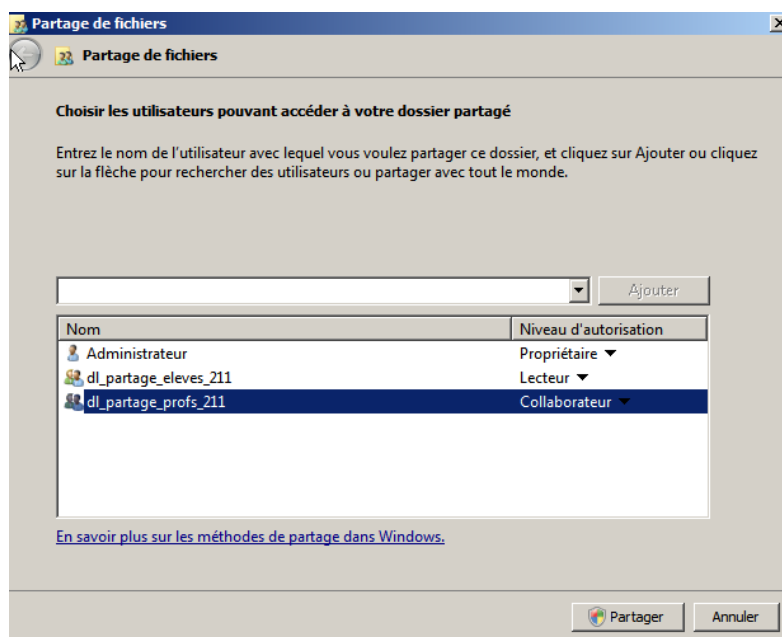 Partage de fichiers
Partage de fichiers
Choisir les utilisateurs pouvant accéder à votre dossier partagé
Entrez le nom de l'utilisateur avec lequel vous voulez partager ce dossier, et cliquez sur Ajouter ou cliquez
sur la flèche pour rechercher des utilisateurs ou partager avec tout le monde.
Ajouter
Nom Niveau d'autorisation
Administrateur Propriétaire
dl_partage_eleves_211 Lecteur
dl_partage_profs_211 Collaborateur
En savoir plus sur les méthodes de partage dans Windows.
Partager Annuler